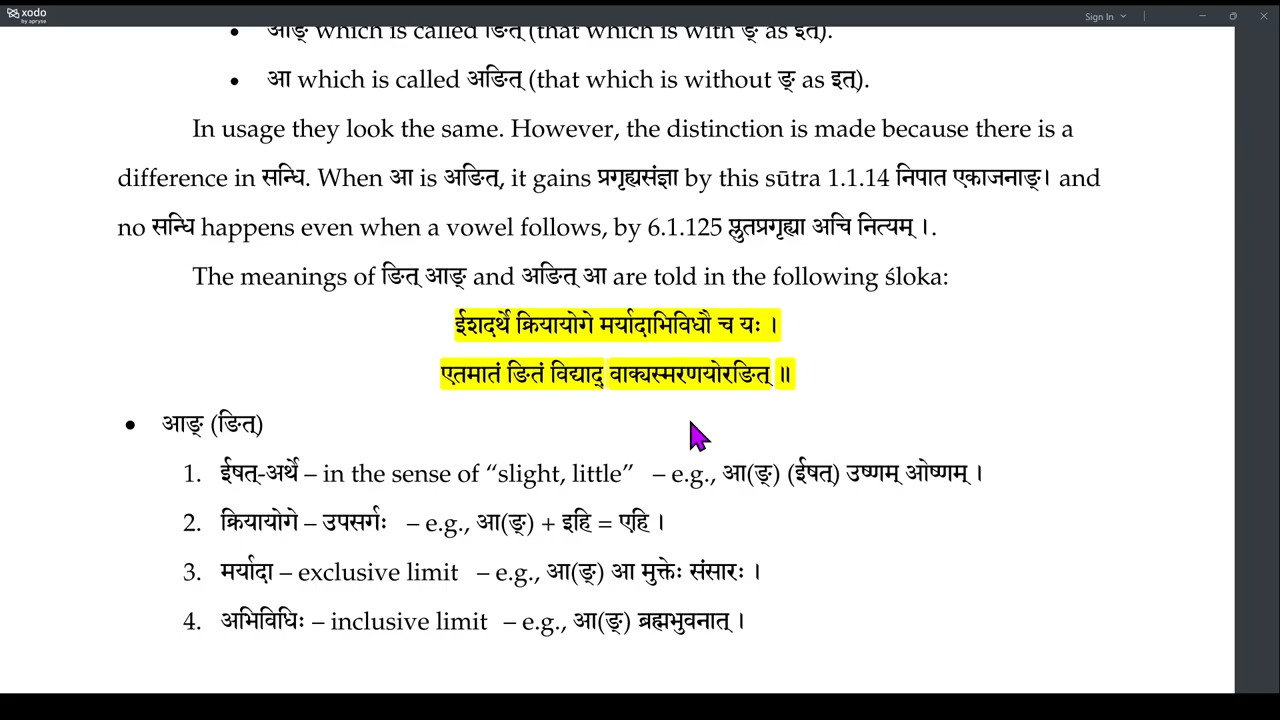 xodo
by apryse
Sign In
• आङ् which is called ङित् (that which is with ङ् as इत्).
• आ which is called अङित् (that which is without ङ् as इत्).
In usage they look the same. However, the distinction is made because there is a
difference in सन्धि. When आ is अङित्, it gains प्रगृह्यसंज्ञा by this sūtra 1.1.14 निपात एकाजनाङ्। and
no सन्धि happens even when a vowel follows, by 6.1.125 प्लुतप्रगृह्या अचि नित्यम् ।.
The meanings of ङित् आङ् and अङित् आ are told in the following śloka:
ईशदर्थे क्रियायोगे मर्यादाभिविधौ च यः ।
एतमातं ङितं विद्याद् वाक्यस्मरणयोरङित् ॥
• आङ् (ङित्)
1. ईषत्-अर्थे – in the sense of “slight, little” – e.g., आ(ङ्) (ईषत्) उष्णम् ओष्णम् ।
2. क्रियायोगे – उपसर्गः – e.g., आ(ङ्) + इहि = एहि ।
3. मर्यादा – exclusive limit – e.g., आ(ङ्) आ मुक्तेः संसारः ।
4. अभिविधिः – inclusive limit – e.g., आ(ङ्) ब्रह्मभुवनात् ।